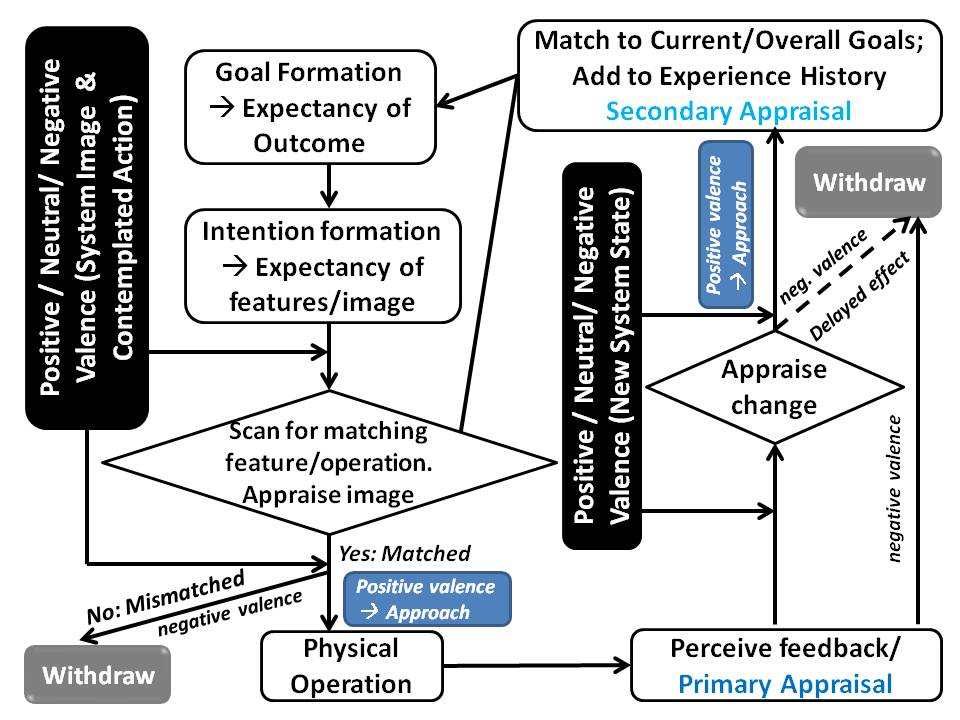 Positive / Neutral/ Negative
Valence (System Image &
Contemplated Action)
Goal Formation
→ Expectancy of
Outcome
Intention formation
→ Expectancy of
features/image
Scan for matching
feature/operation.
Appraise image
Yes: Matched
Positive valence
→ Approach
No: Mismatched
negative valence
Withdraw
Physical
Operation
Match to Current/Overall Goals;
Add to Experience History
Secondary Appraisal
Positive / Neutral/ Negative
Valence (New System State)
Positive valence
→ Approach
Withdraw
neg. valence
Delayed effect
Appraise
change
negative valence
Perceive feedback/
Primary Appraisal